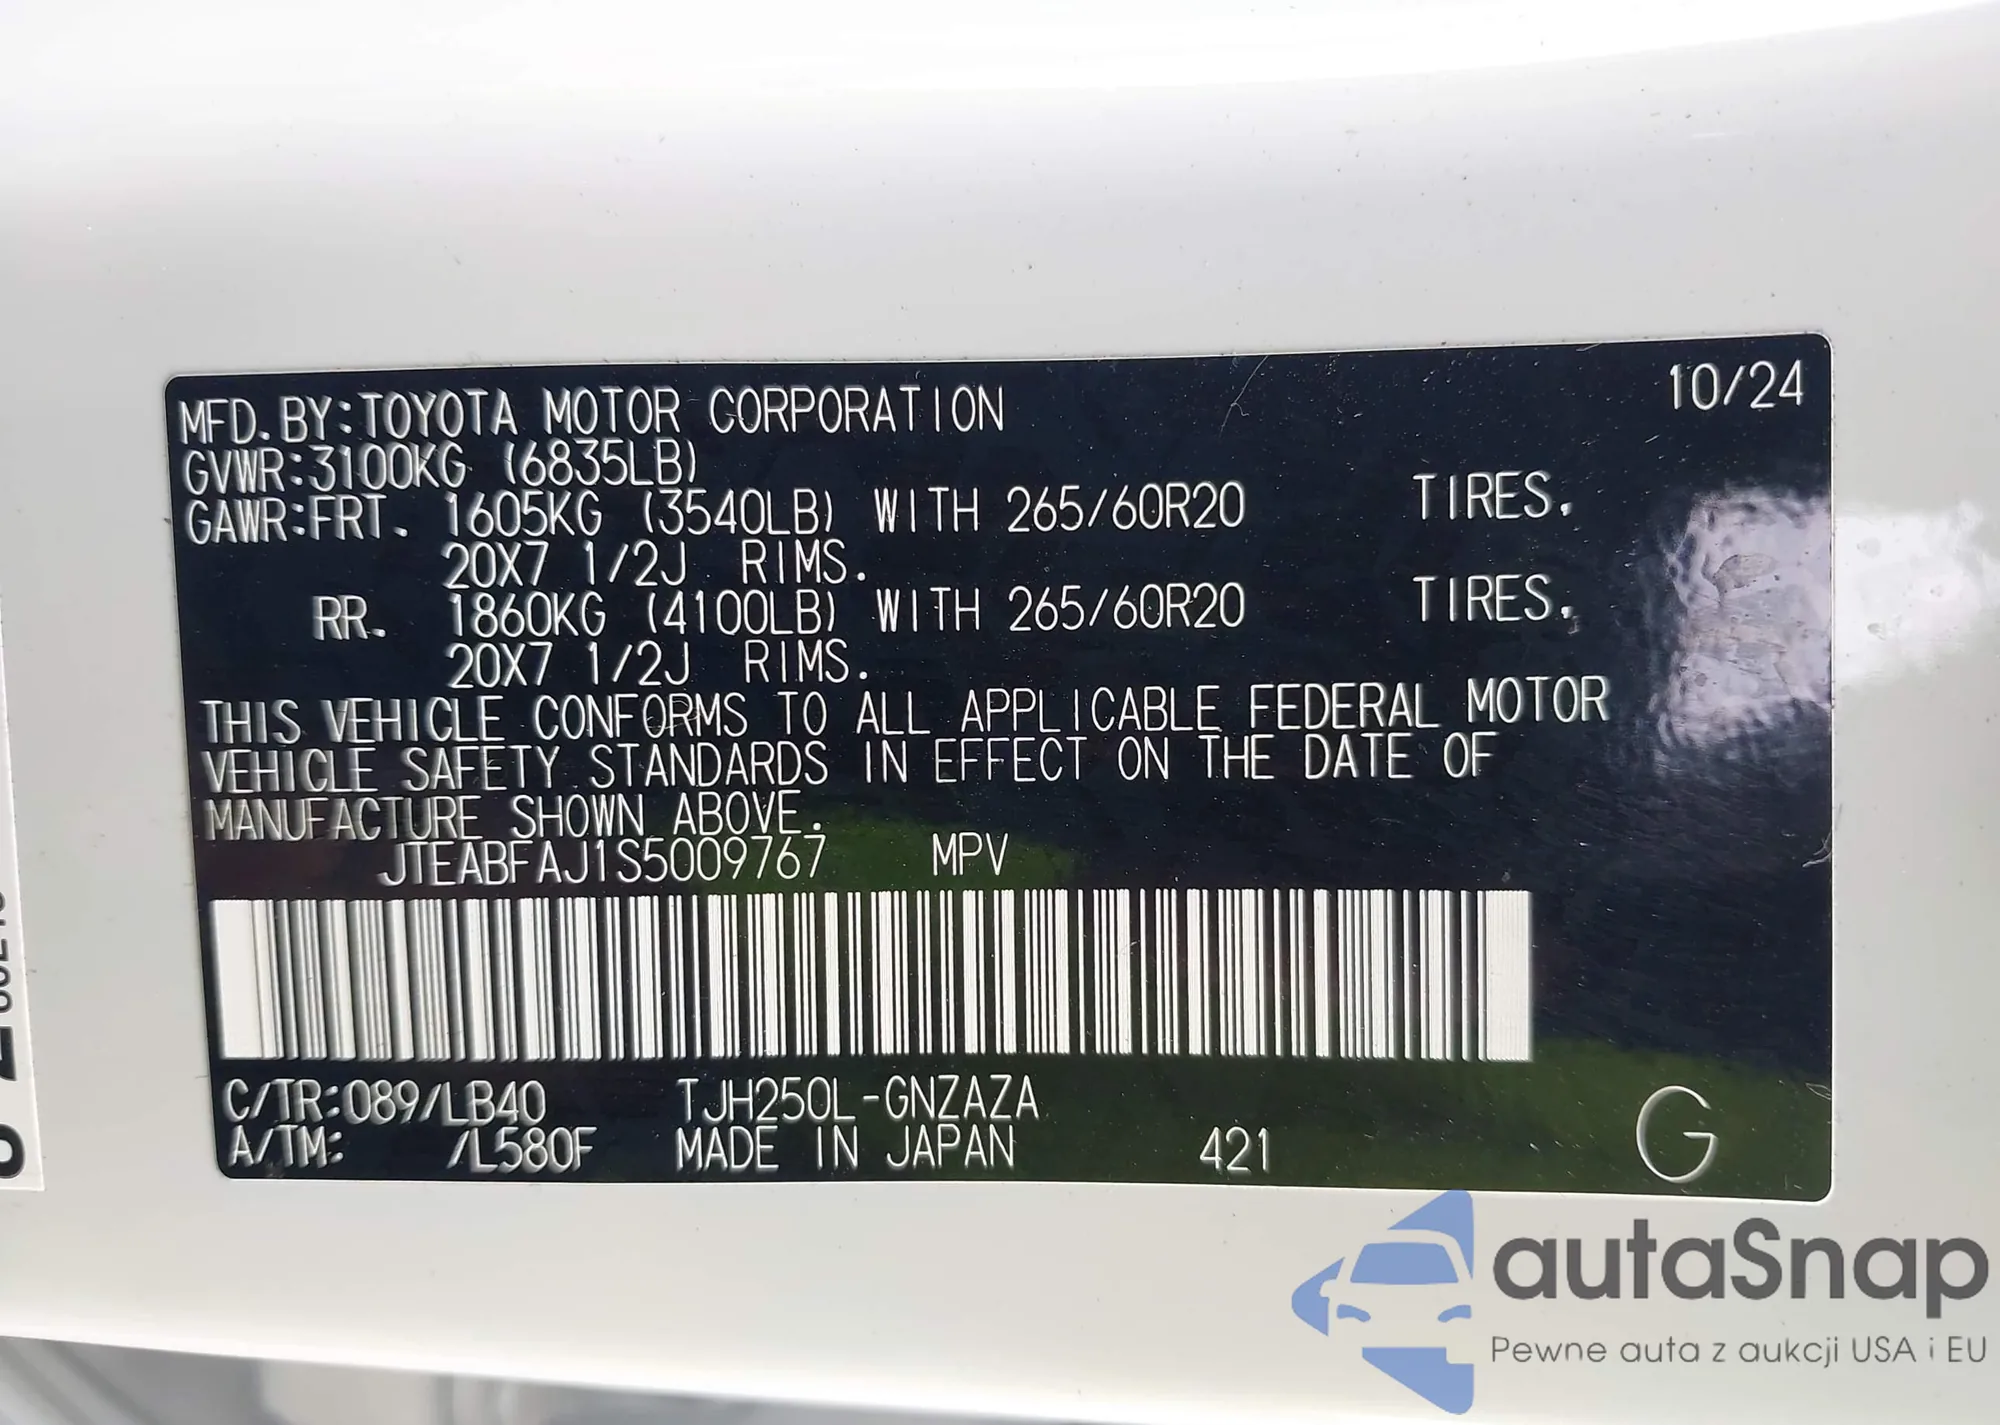 10/24
MFD.BY:TOYOTA MOTOR CORPORATION
GVWR:3100KG (6835LB)
GAWR:FRT. 1605KG (3540LB) WITH 265/60R20 TIRES,
20X7 1/2J RIMS.
RR. 1860KG (4100LB) WITH 265/60R20 TIRES,
20X7 1/2J RIMS.
THIS VEHICLE CONFORMS TO ALL APPLICABLE FEDERAL MOTOR
VEHICLE SAFETY STANDARDS IN EFFECT ON THE DATE OF
MANUFACTURE SHOWN ABOVE.
JTEABFAJ1S5009767 MPV
C/TR:089/LB40 TJH250L-GNZAZA
A/TM: /L580F MADE IN JAPAN 421 G
autaSnap
Pewne auta z aukcji USA i EU